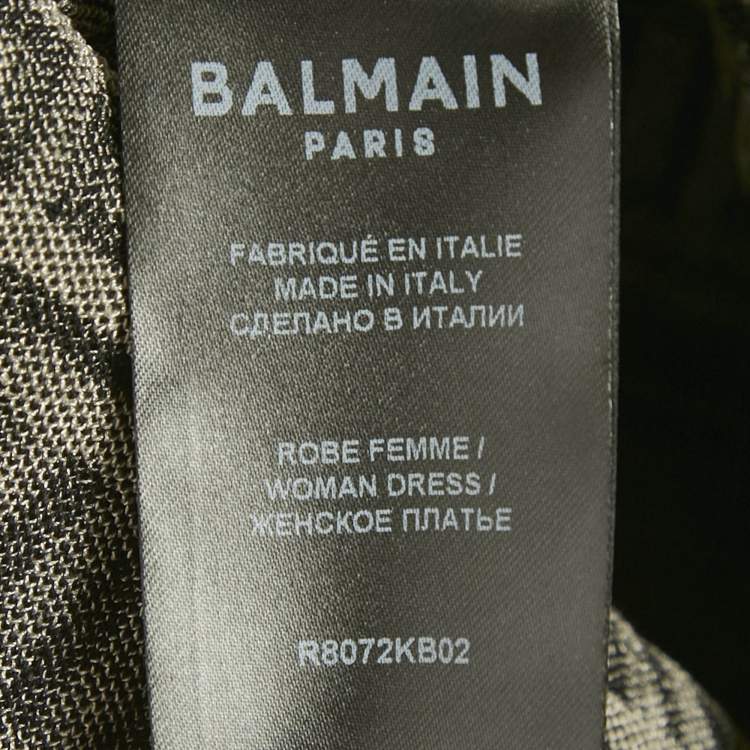 BALMAIN
PARIS
FABRIQUÉ EN ITALIE
MADE IN ITALY
СДЕЛАНО В ИТАЛИИ
ROBE FEMME /
WOMAN DRESS /
ЖЕНСКОЕ ПЛАТЬЕ
R8072KB02